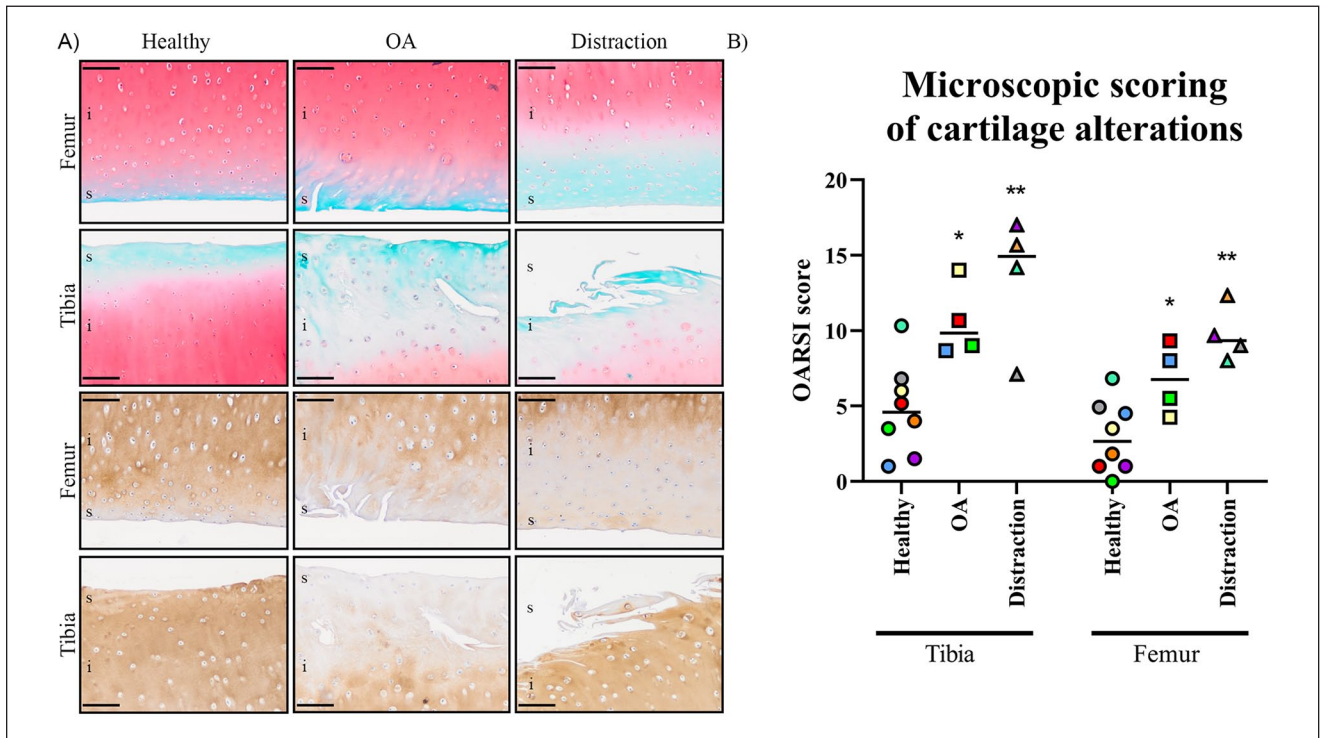 A) Healthy OA Distraction B)
Femur
i
s
i
s
s
Tibia
s
i
s
i
s
i
Femur
i
s
i
s
i
s
Tibia
s
i
s
i
s
i
Microscopic scoring
of cartilage alterations
OARSI score
20
15
10
5
0
**
*
**
*
Healthy
OA
Distraction
Healthy
OA
Distraction
Tibia Femur